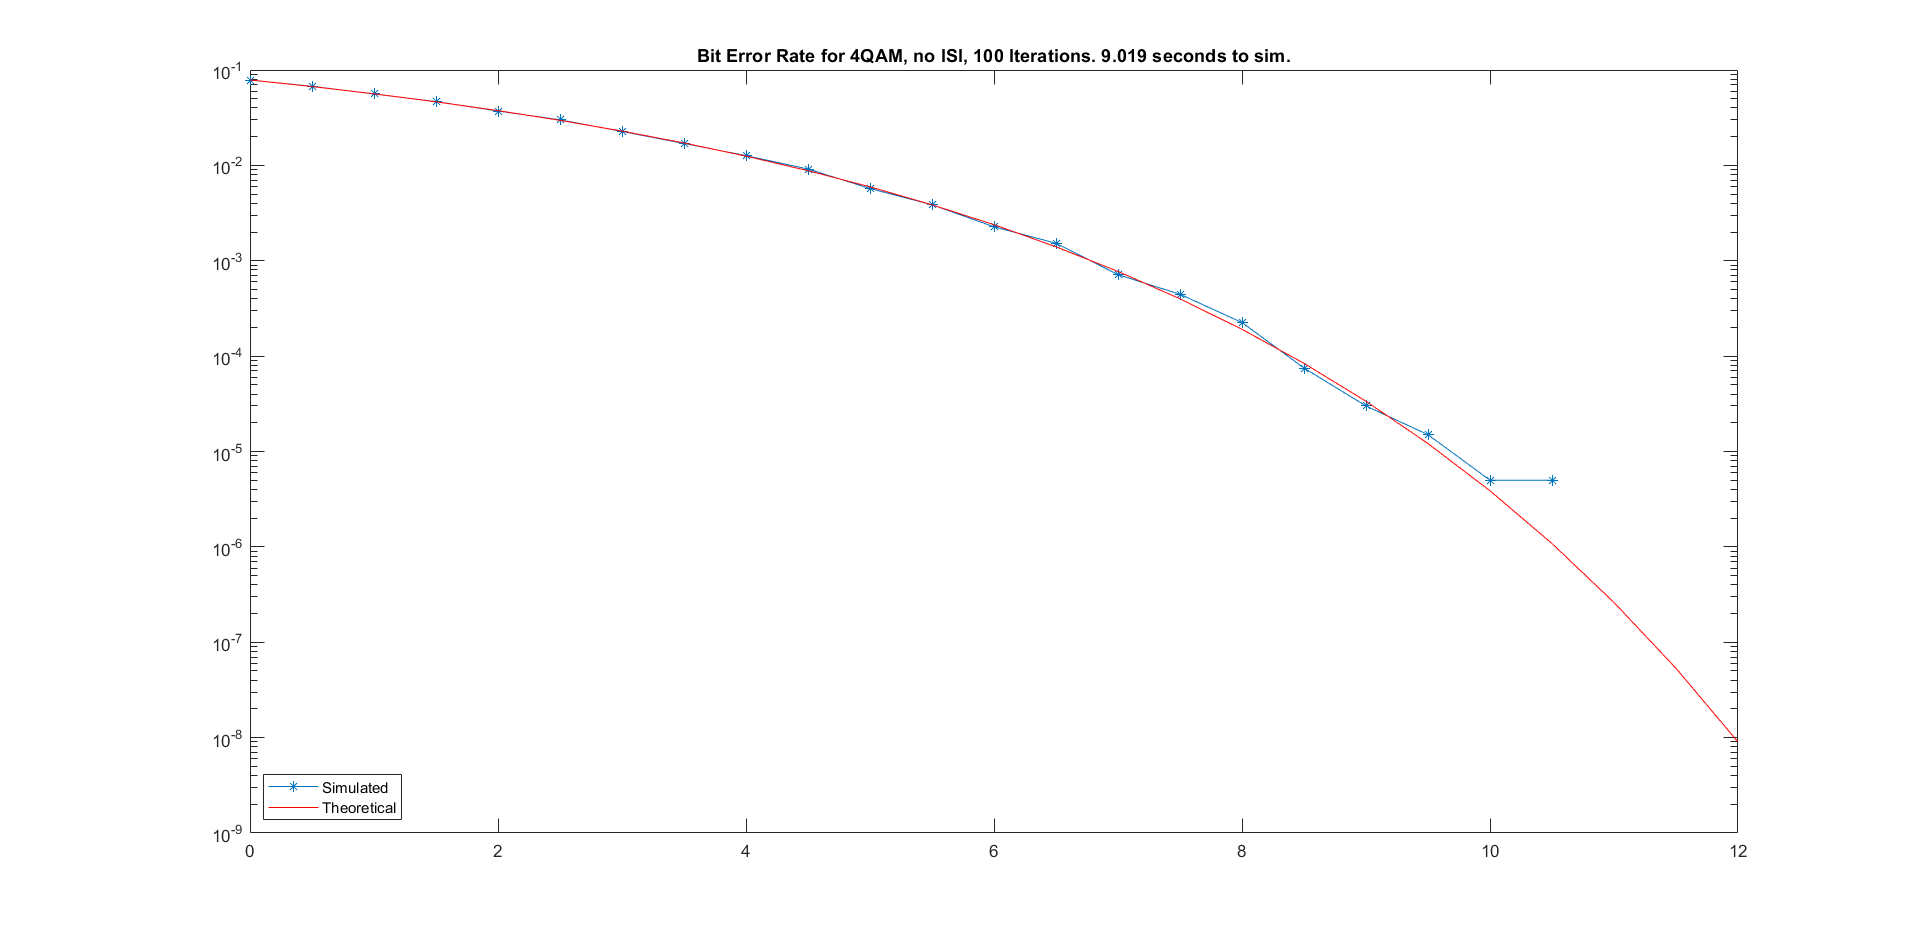 Bit Error Rate for 4QAM, no ISI, 100 Iterations. 9.019 seconds to sim.
10-1
10-2
10-3
10-4
10-5
10-6
10-7
10-8
10-9
Simulated
Theoretical
0 2 4 6 8 10 12